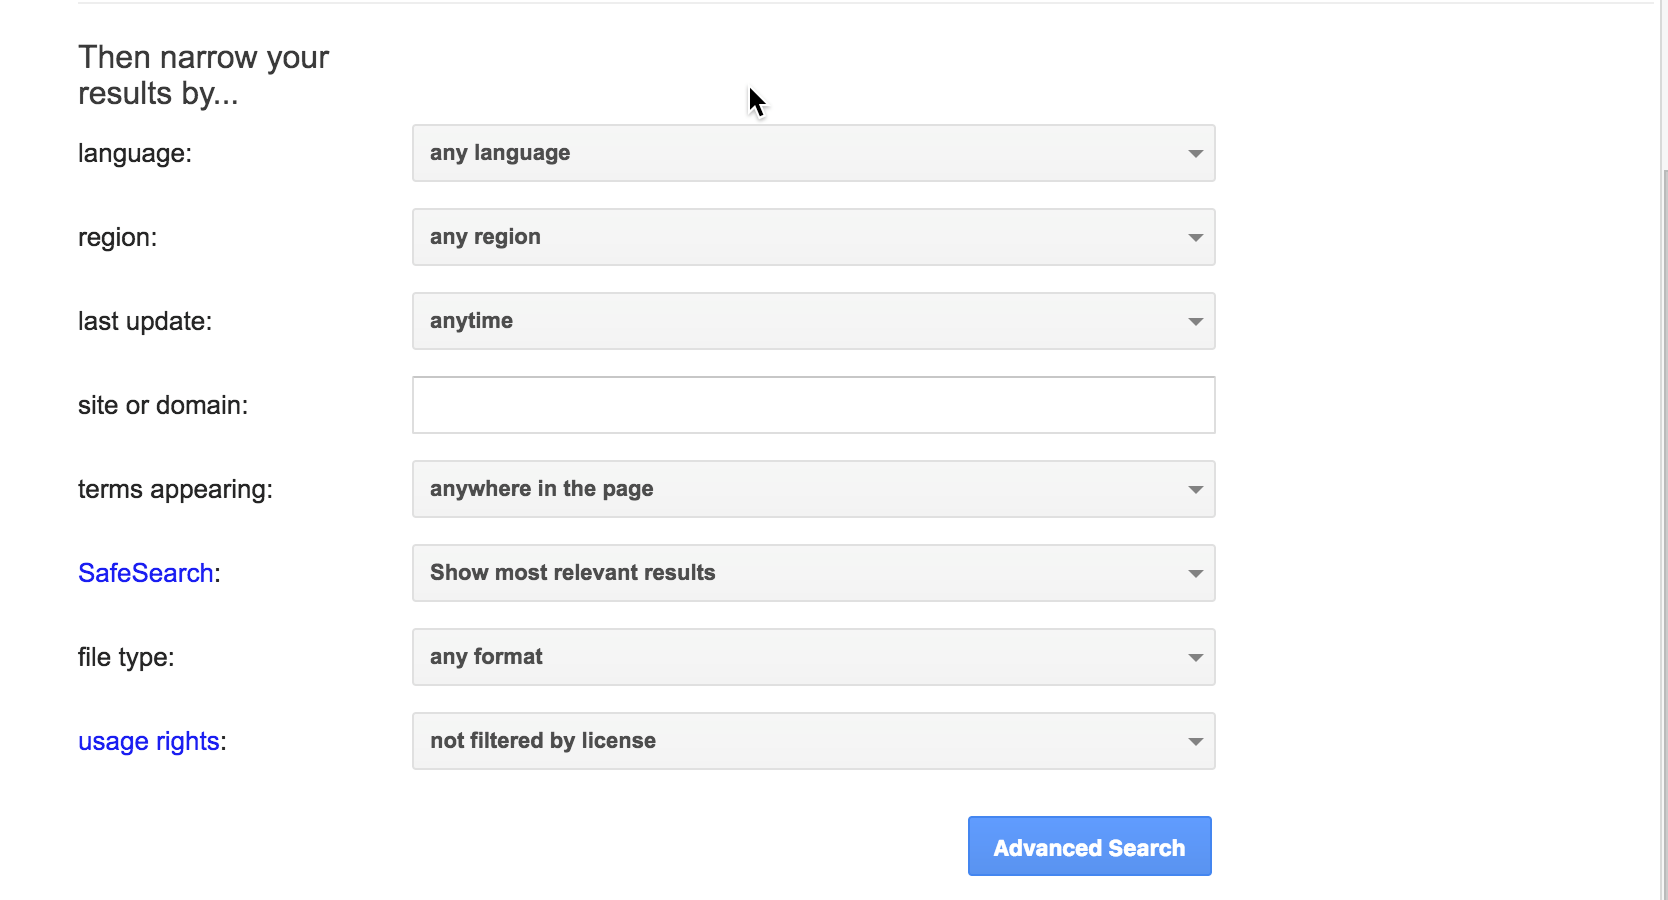 Then narrow your
results by...
language: any language
region: any region
last update: anytime
site or domain:
terms appearing: anywhere in the page
SafeSearch: Show most relevant results
file type: any format
usage rights: not filtered by license
Advanced Search